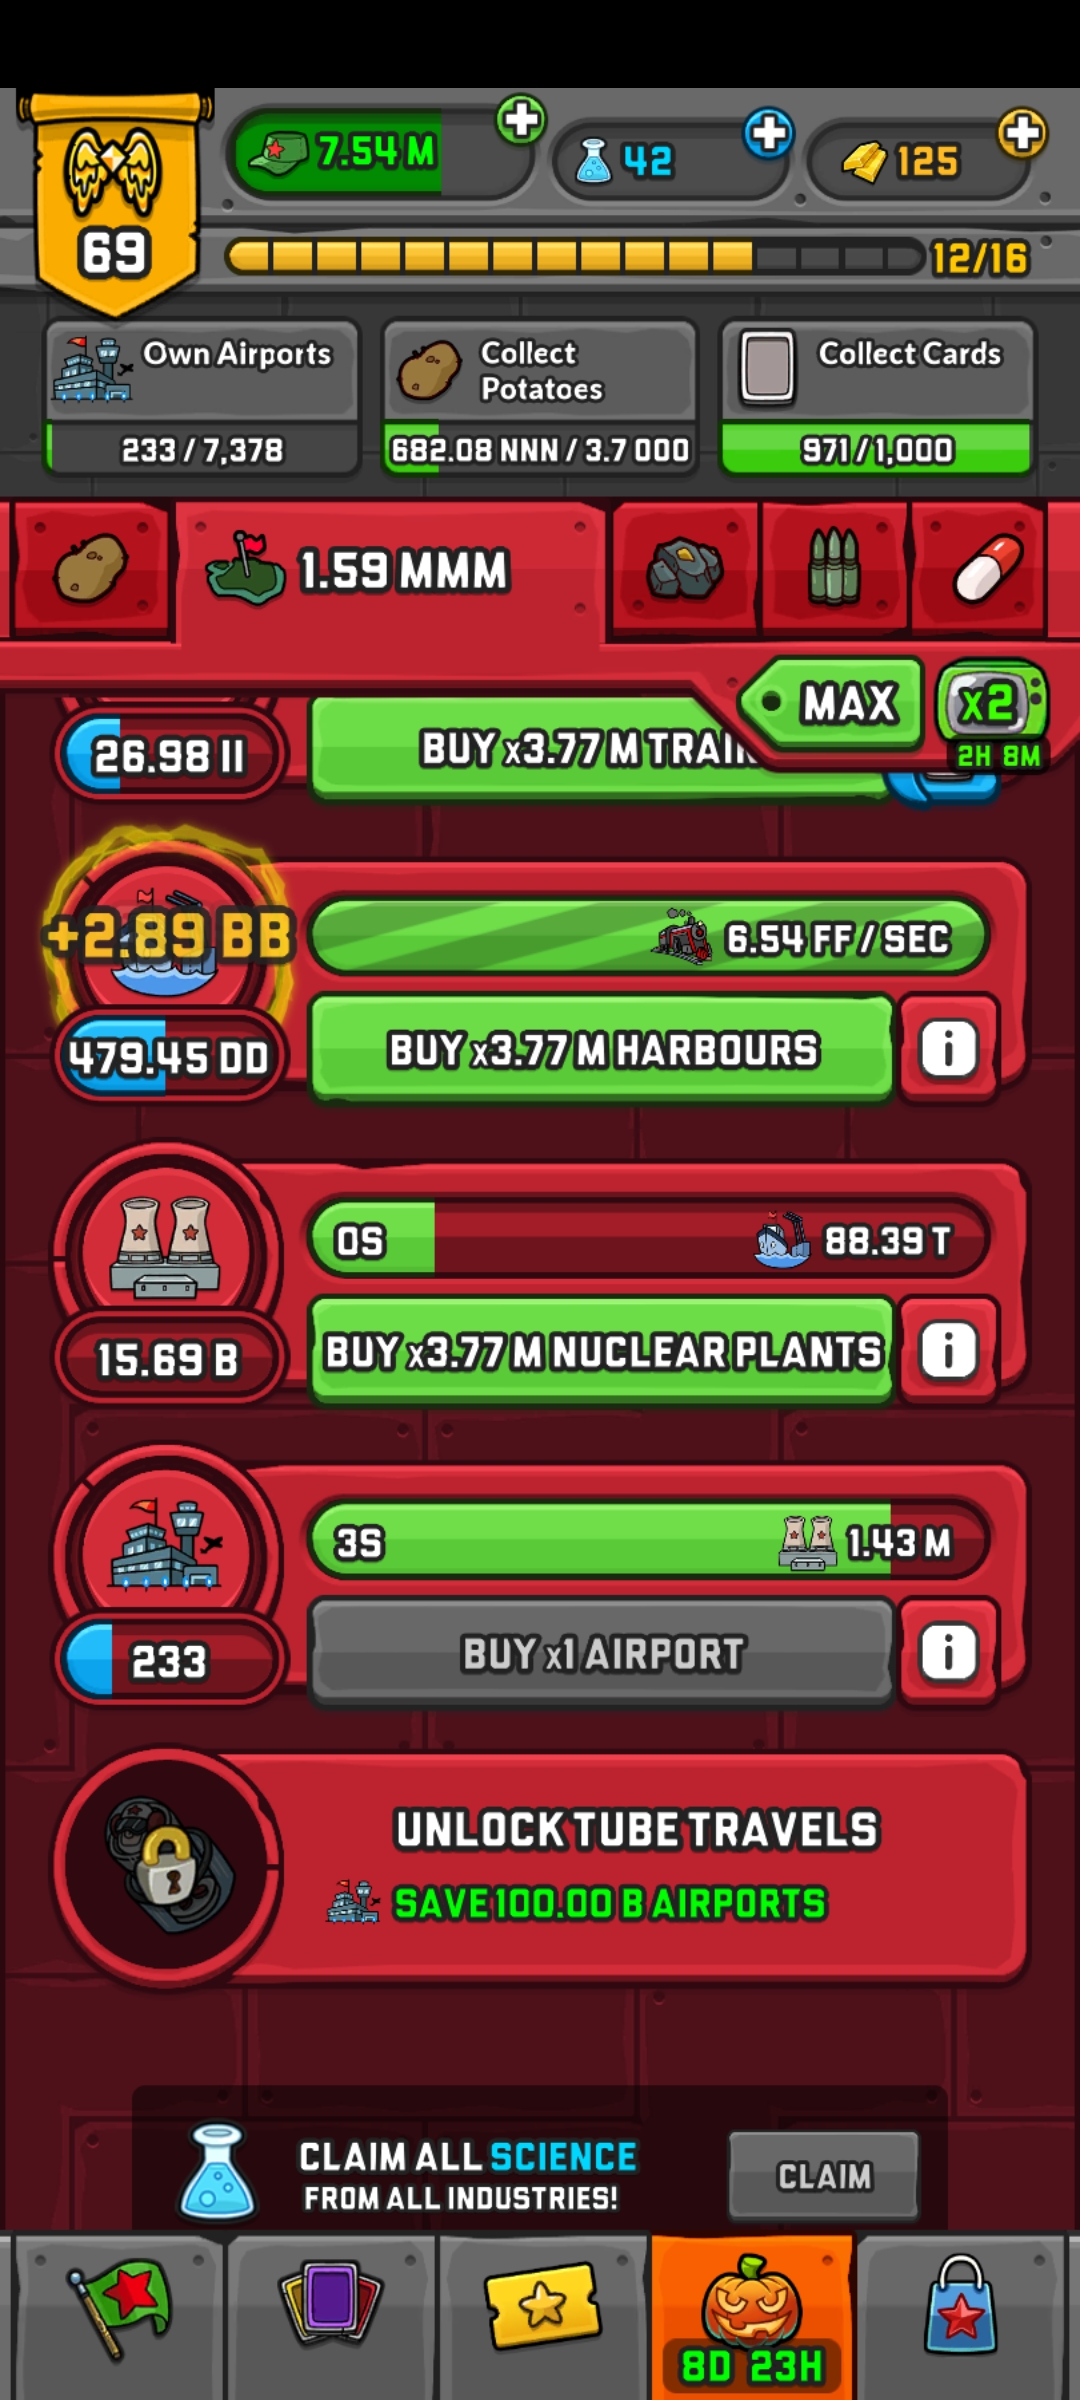 7.54 M
42
125
69
12/16
Own Airports
233 / 7,378
Collect
Potatoes
682.08 NNN / 3.7 OOO
Collect Cards
971 / 1,000
1.59 MMM
MAX
x2
2H 8M
26.98 II
BUY x3.77 M TRAIN
+2.89 BB
6.54 FF / SEC
479.45 DD
BUY x3.77 M HARBOURS
i
0S
88.39 T
15.69 B
BUY x3.77 M NUCLEAR PLANTS
i
3S
1.43 M
233
BUY x1 AIRPORT
i
UNLOCK TUBE TRAVELS
SAVE 100.00 B AIRPORTS
CLAIM ALL SCIENCE
FROM ALL INDUSTRIES!
CLAIM
8D 23H